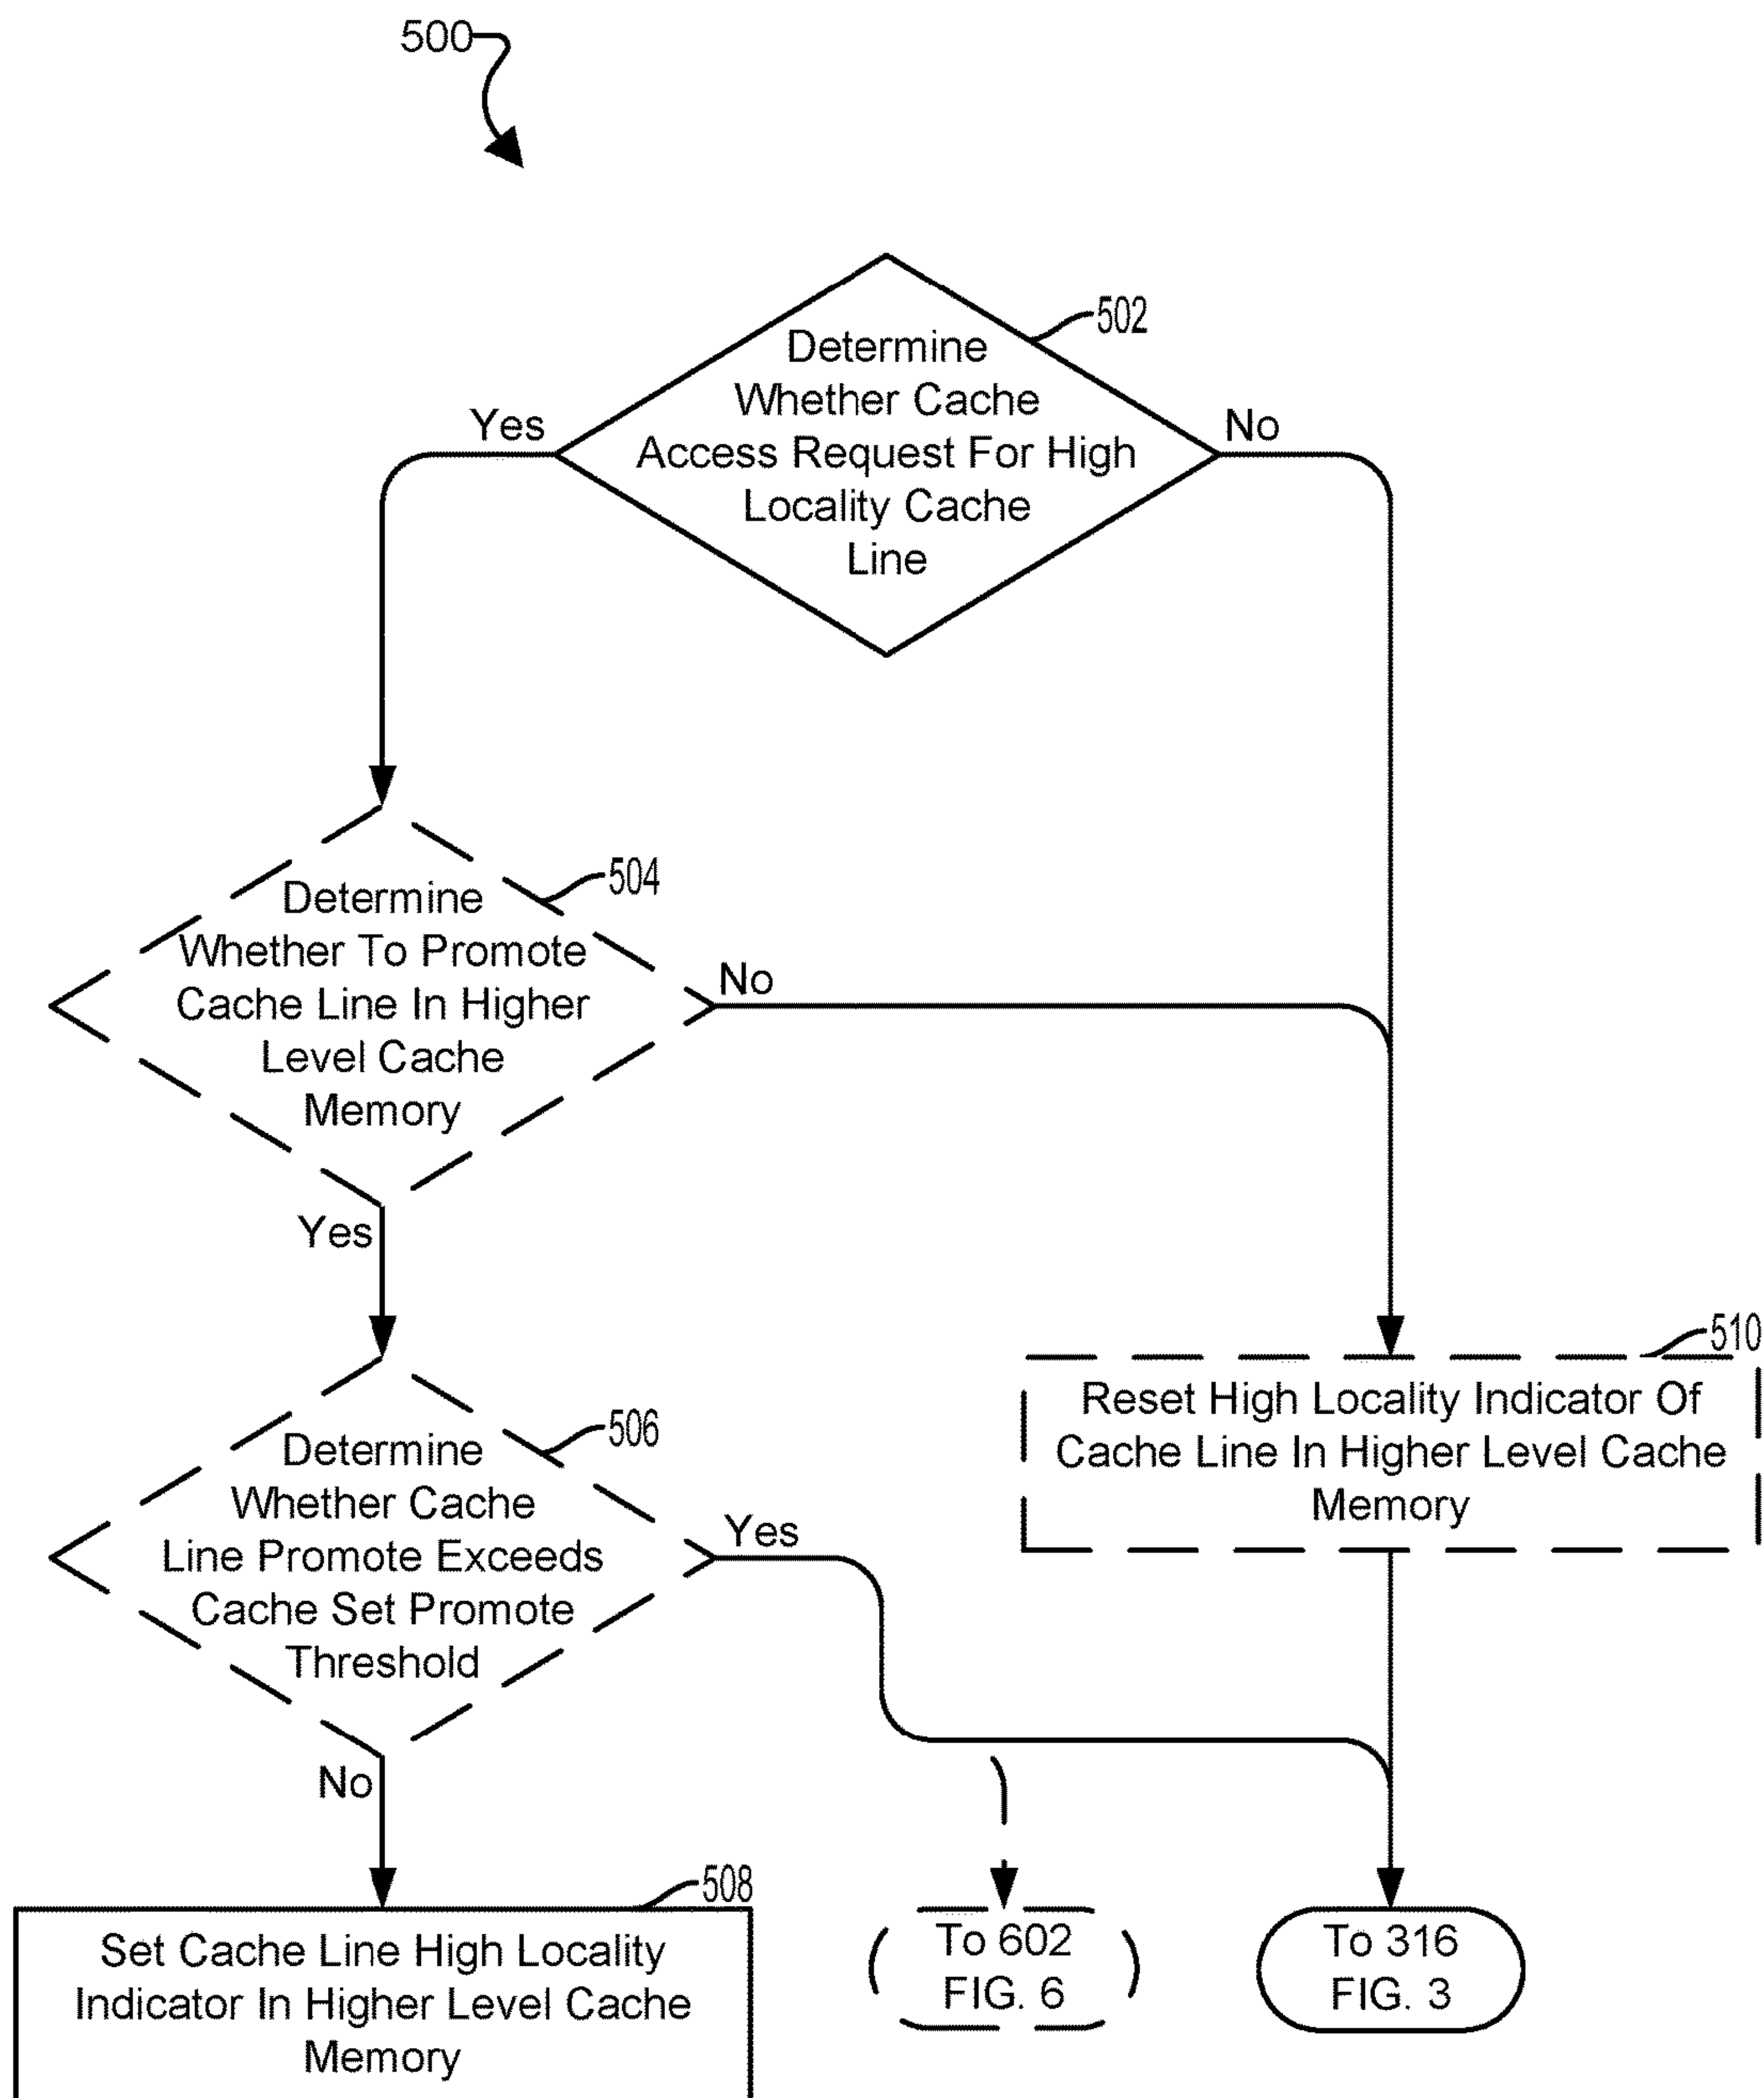 500
502
Determine
Whether Cache
Access Request For High
Locality Cache
Line
Yes
No
504
Determine
Whether To Promote
Cache Line In Higher
Level Cache
Memory
No
Yes
506
Determine
Whether Cache
Line Promote Exceeds
Cache Set Promote
Threshold
Yes
No
510
Reset High Locality Indicator Of
Cache Line In Higher Level Cache
Memory
508
Set Cache Line High Locality
Indicator In Higher Level Cache
Memory
To 602
FIG. 6
To 316
FIG. 3